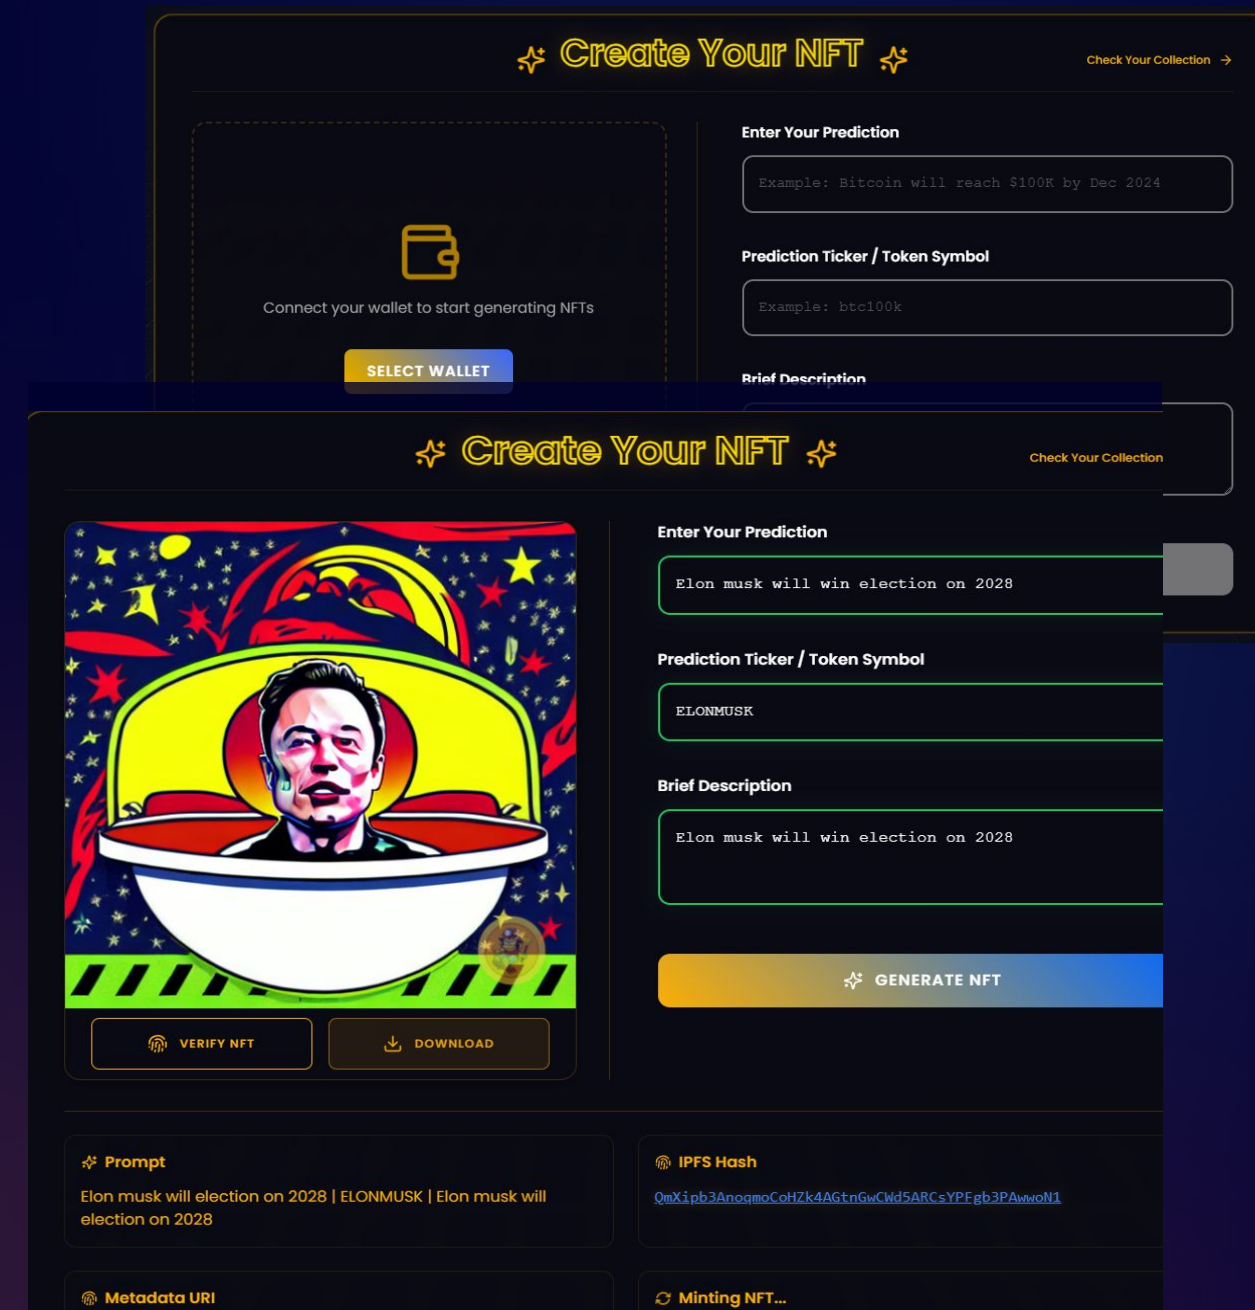 Create Your NFT
Check Your Collection →
Enter Your Prediction
Example: Bitcoin will reach $100K by Dec 2024
Prediction Ticker / Token Symbol
Example: btc100k
Connect your wallet to start generating NFTs
SELECT WALLET
Brief Description
Create Your NFT
Check Your Collection
Enter Your Prediction
Elon musk will win election on 2028
Prediction Ticker / Token Symbol
ELONMUSK
Brief Description
Elon musk will win election on 2028
GENERATE NFT
VERIFY NFT
DOWNLOAD
Prompt
Elon musk will election on 2028 | ELONMUSK | Elon musk will
election on 2028
IPFS Hash
QmXipb3AnoqmoCoHZk4AGtnGwCWd5ARCsYPFgb3PAwwoN1
Metadata URI
Minting NFT...